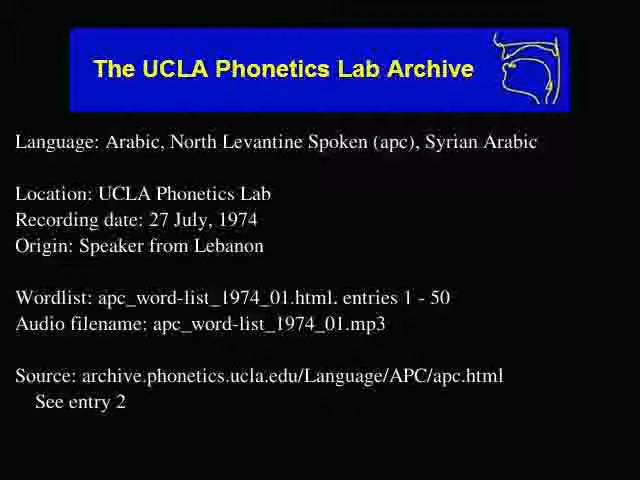 The UCLA Phonetics Lab Archive
Language: Arabic, North Levantine Spoken (apc), Syrian Arabic
Location: UCLA Phonetics Lab
Recording date: 27 July, 1974
Origin: Speaker from Lebanon
Wordlist: apc_word-list_1974_01.html. entries 1 - 50
Audio filename: apc_word-list_1974_01.mp3
Source: archive.phonetics.ucla.edu/Language/APC/apc.html
See entry 2